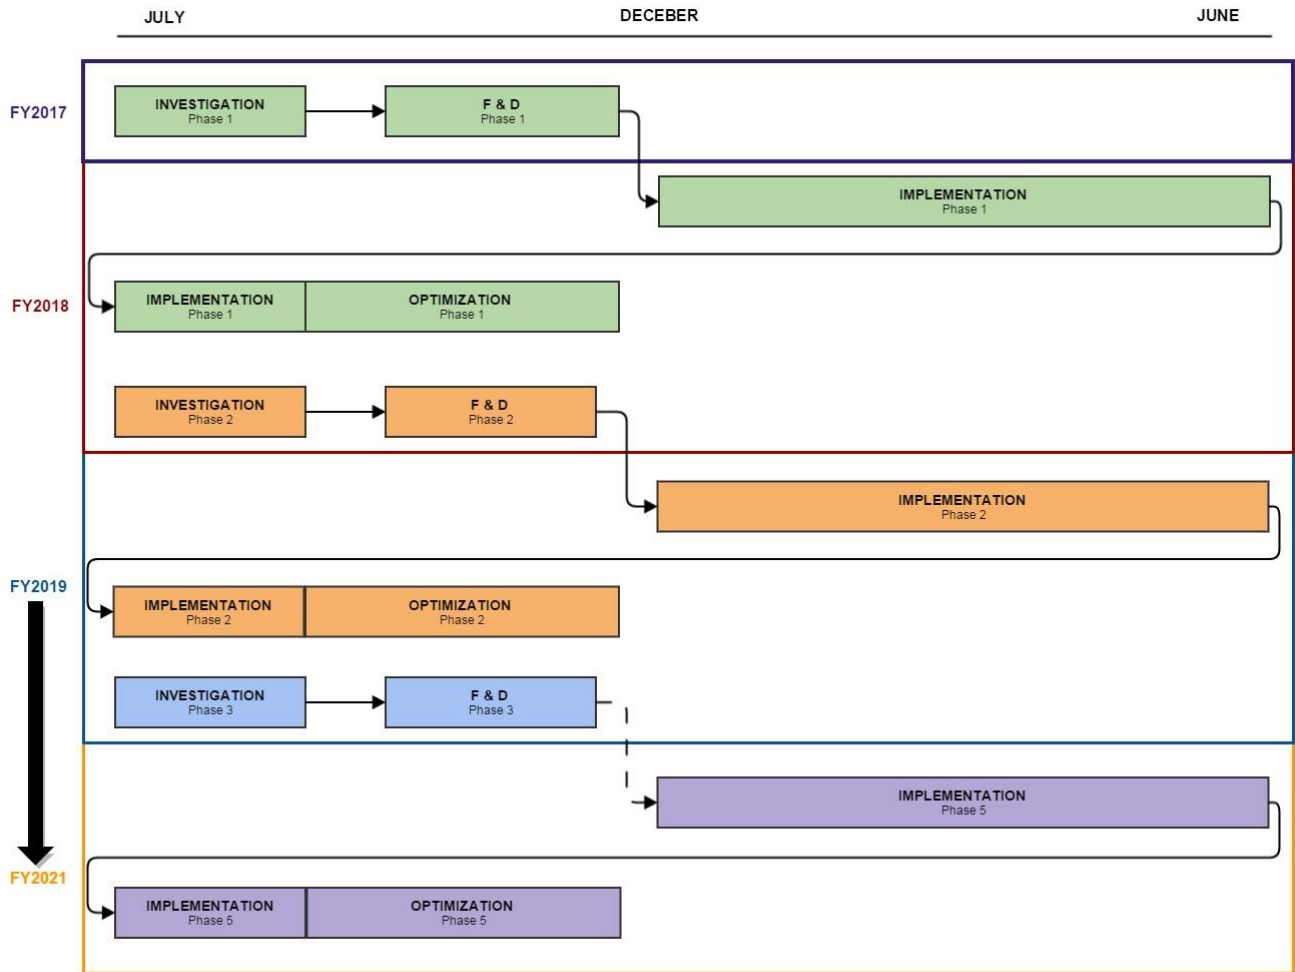 JULY DECEBER JUNE
FY2017
INVESTIGATION
Phase 1
F & D
Phase 1
IMPLEMENTATION
Phase 1
FY2018
IMPLEMENTATION
Phase 1
OPTIMIZATION
Phase 1
INVESTIGATION
Phase 2
F & D
Phase 2
IMPLEMENTATION
Phase 2
FY2019
IMPLEMENTATION
Phase 2
OPTIMIZATION
Phase 2
INVESTIGATION
Phase 3
F & D
Phase 3
IMPLEMENTATION
Phase 5
FY2021
IMPLEMENTATION
Phase 5
OPTIMIZATION
Phase 5